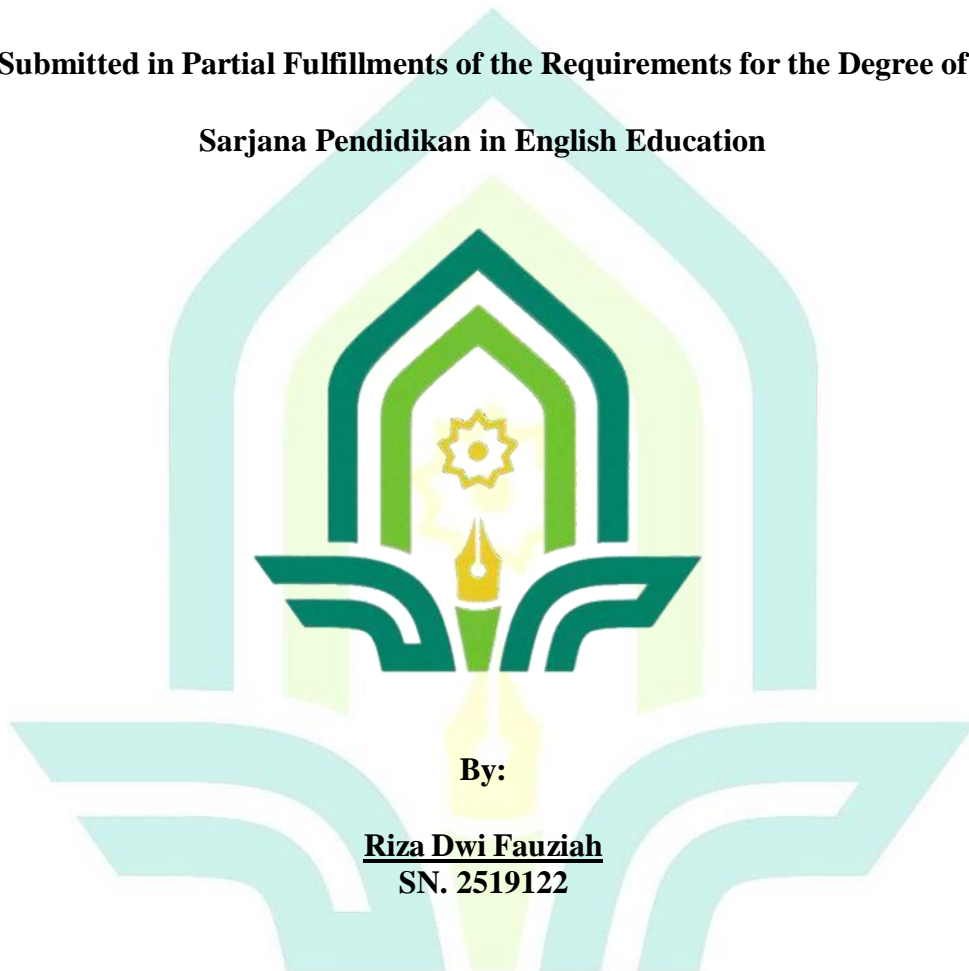 Submitted in Partial Fulfillments of the Requirements for the Degree of
Sarjana Pendidikan in English Education
By:
Riza Dwi Fauziah
SN. 2519122